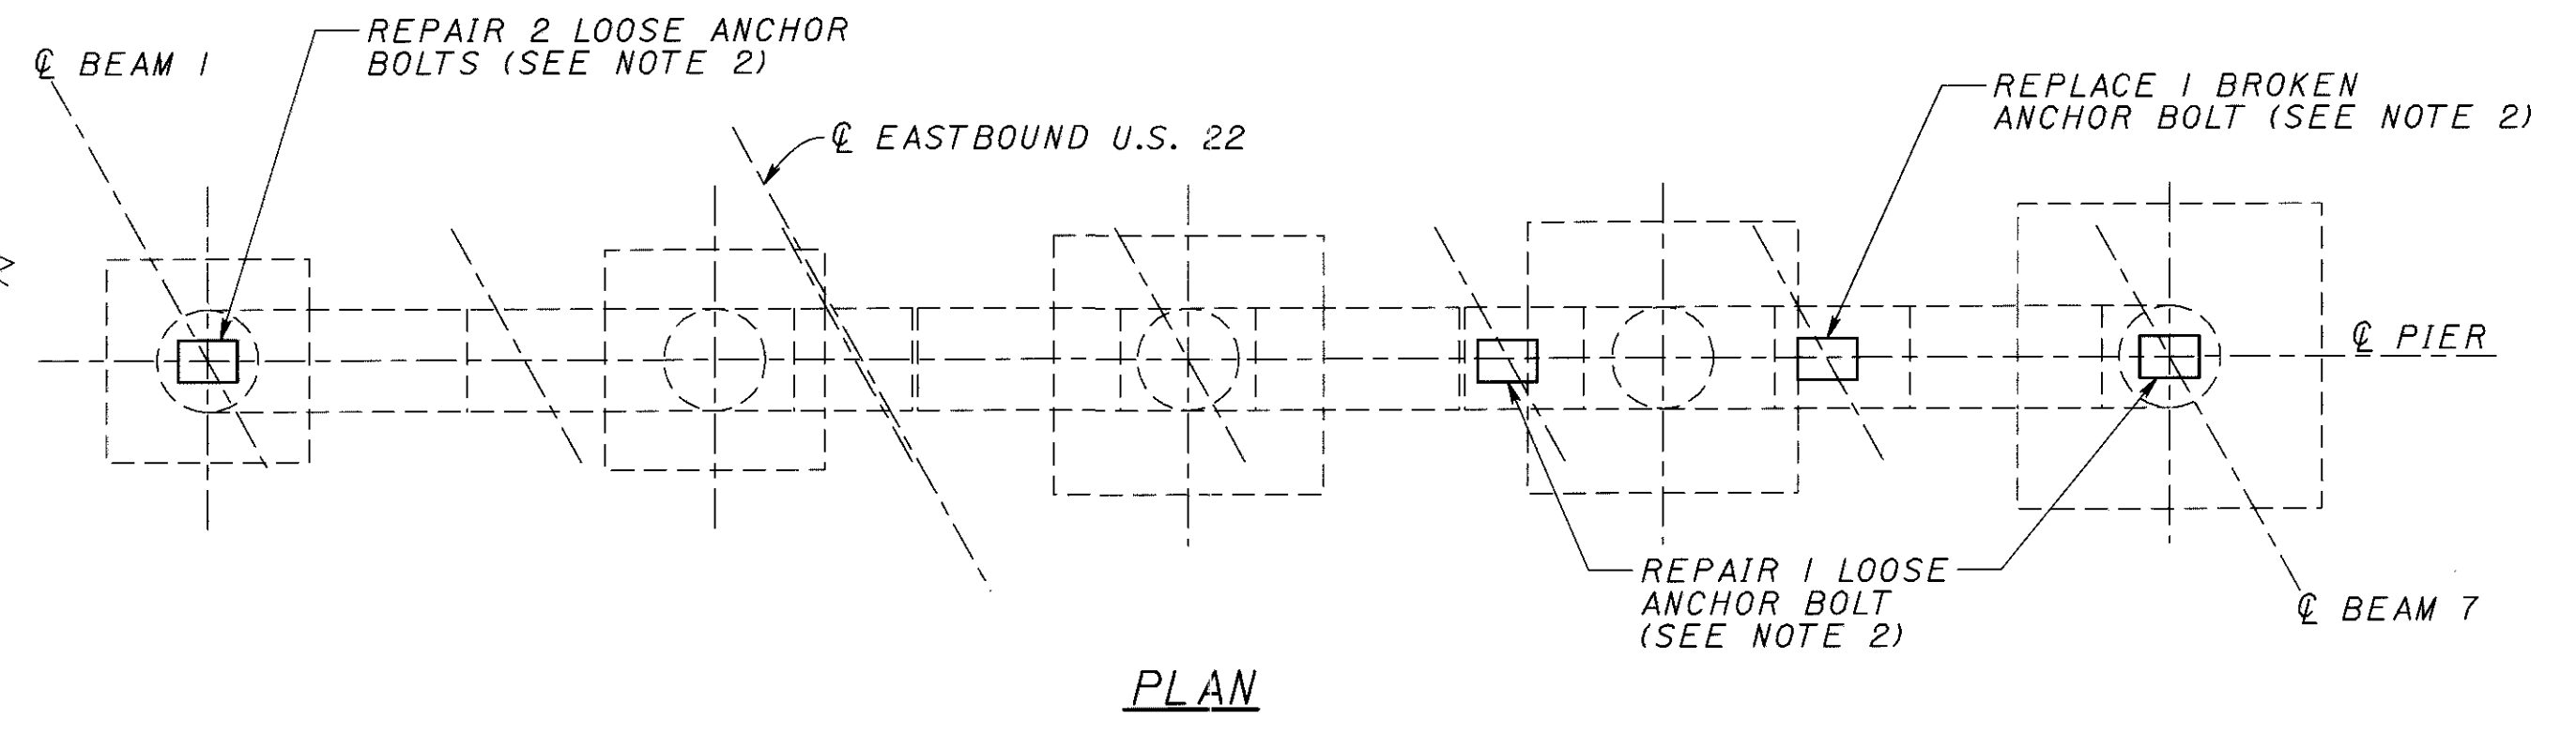 REPAIR 2 LOOSE ANCHOR
BOLTS (SEE NOTE 2)
℄ BEAM 1
REPLACE 1 BROKEN
ANCHOR BOLT (SEE NOTE 2)
℄ EASTBOUND U.S. 22
℄ PIER
REPAIR 1 LOOSE
ANCHOR BOLT
(SEE NOTE 2)
℄ BEAM 7
PLAN